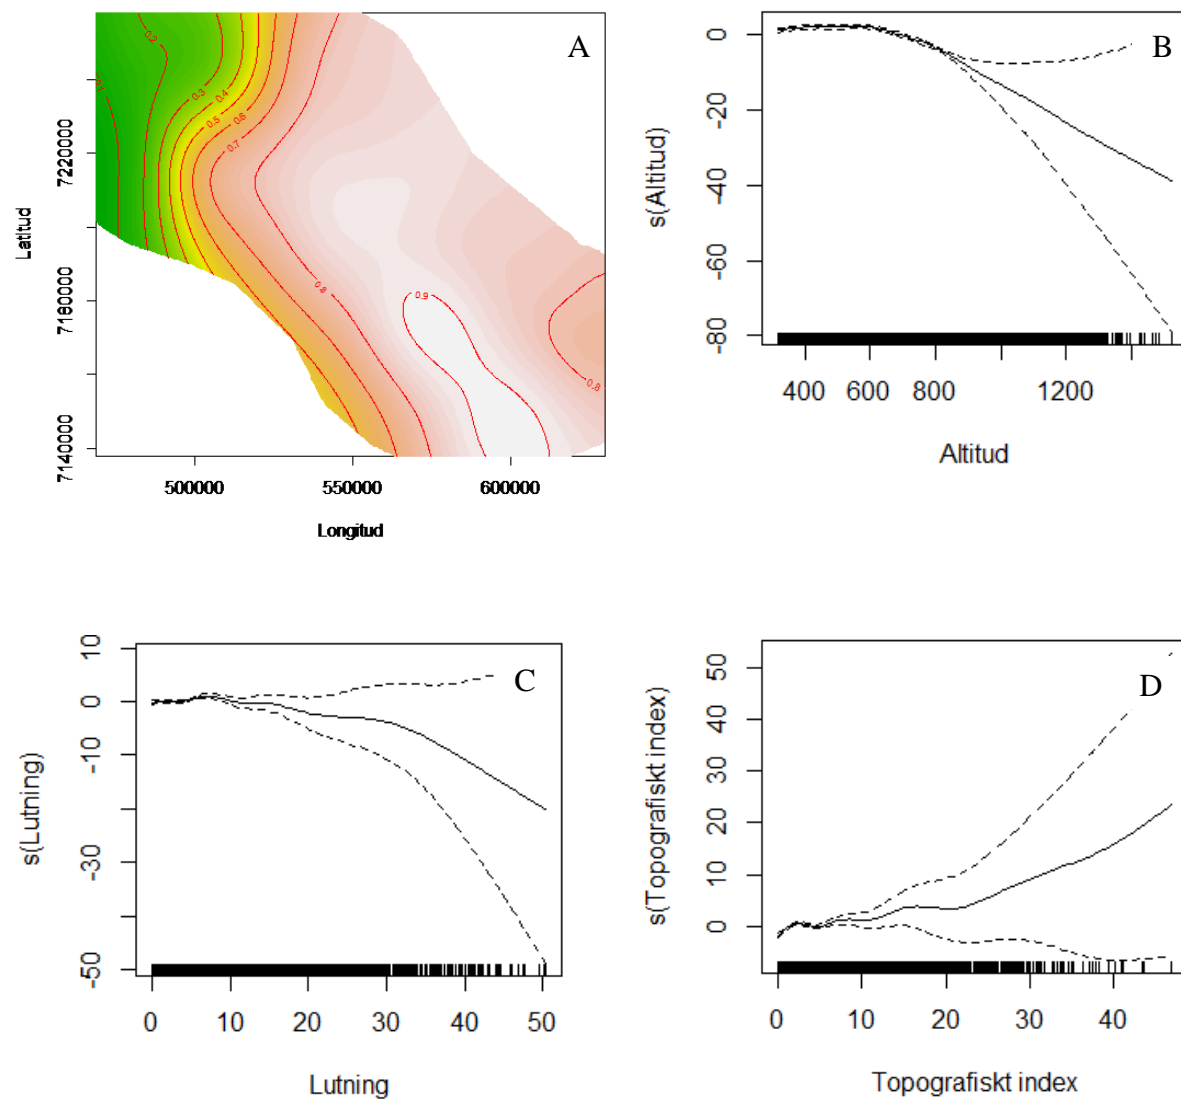 A
0.2
0.1
0.3
0.4
0.5
0.6
0.7
0.8
0.9
0.8
7220000
7180000
7140000
Latitud
500000 550000 600000
Longitud
B
0
-20
-40
-60
-80
s(Altitud)
400 600 800 1200
Altitud
C
10
0
-10
-30
-50
s(Lutning)
0 10 20 30 40 50
Lutning
D
50
40
30
20
10
0
s(Topografiskt index)
0 10 20 30 40
Topografiskt index